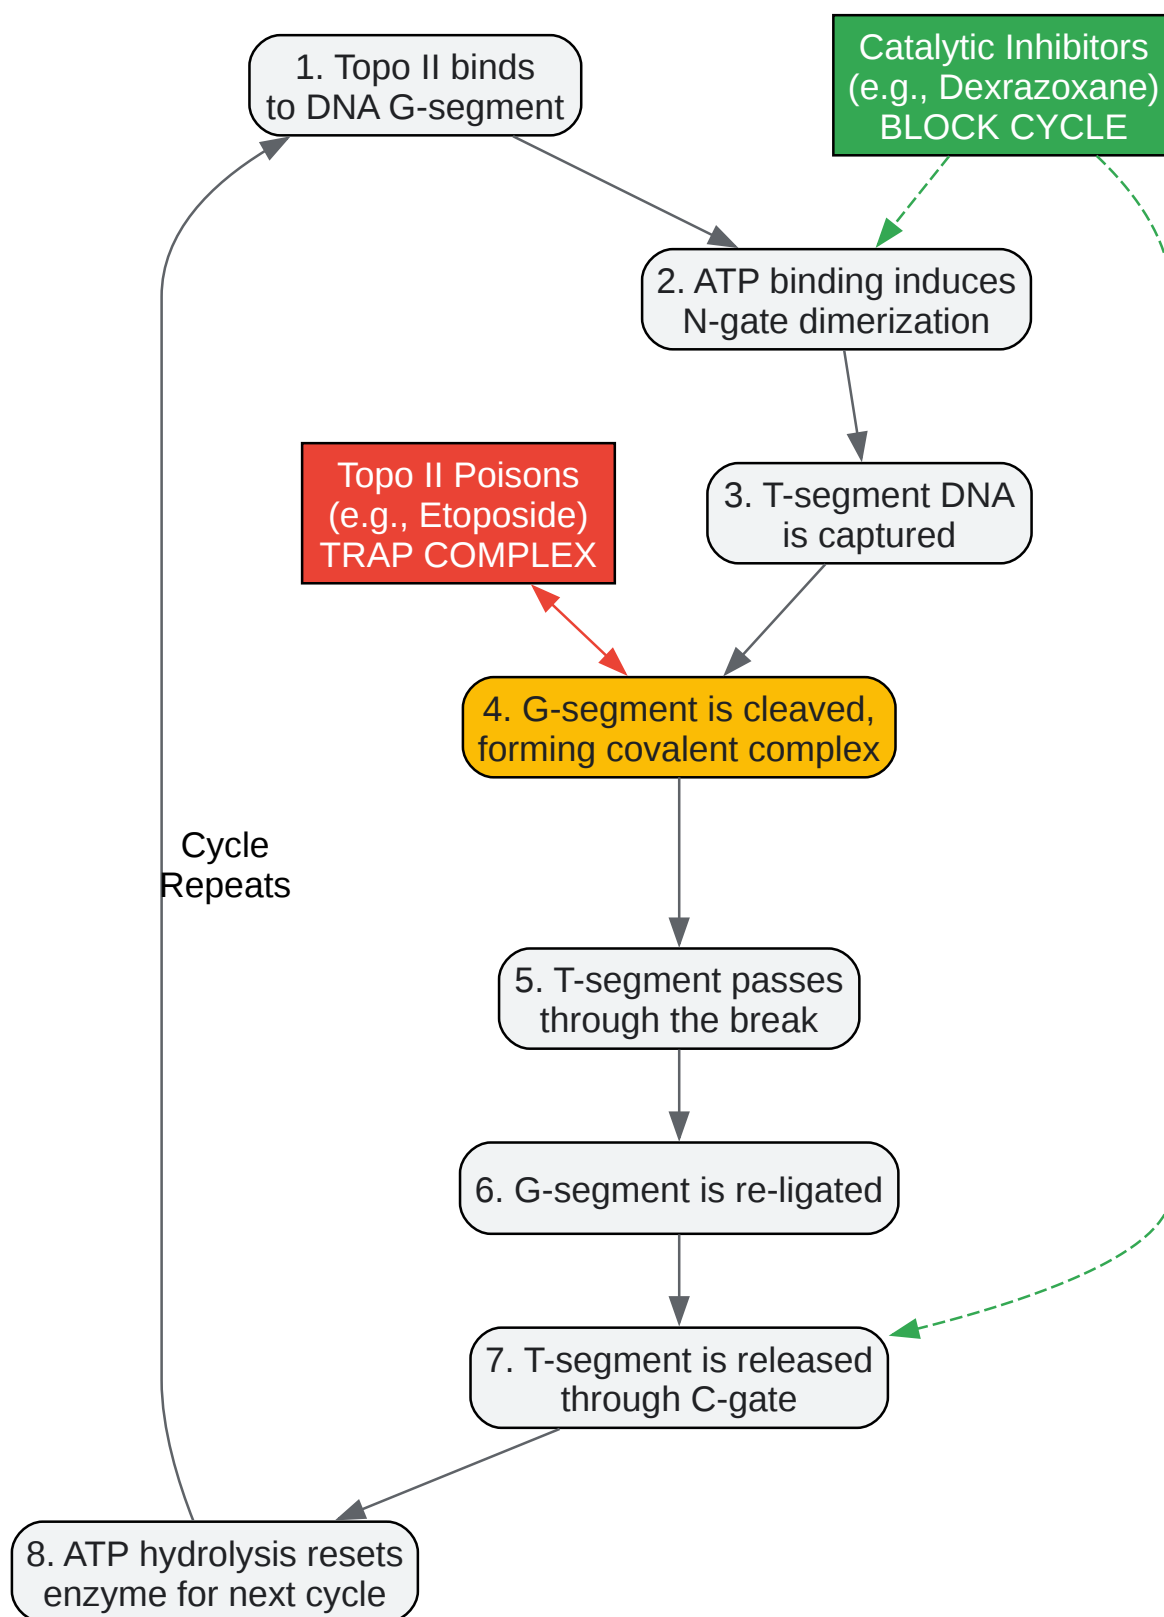 1. Topo II binds
to DNA G-segment
Catalytic Inhibitors
(e.g., Dexrazoxane)
BLOCK CYCLE
2. ATP binding induces
N-gate dimerization
Topo II Poisons
(e.g., Etoposide)
TRAP COMPLEX
3. T-segment DNA
is captured
4. G-segment is cleaved,
forming covalent complex
Cycle
Repeats
5. T-segment passes
through the break
6. G-segment is re-ligated
7. T-segment is released
through C-gate
8. ATP hydrolysis resets
enzyme for next cycle